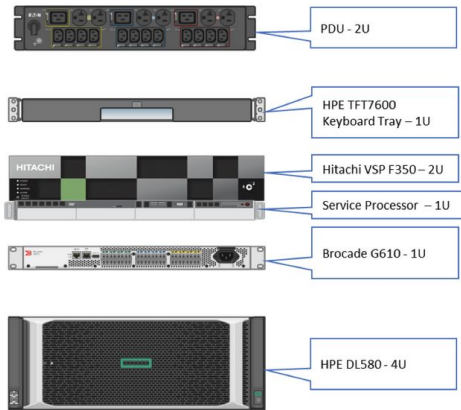 EATON
PDU - 2U
HPE TFT7600
Keyboard Tray – 1U
HITACHI
Hitachi VSP F350 – 2U
Service Processor – 1U
Brocade G610 - 1U
HPE DL580 - 4U